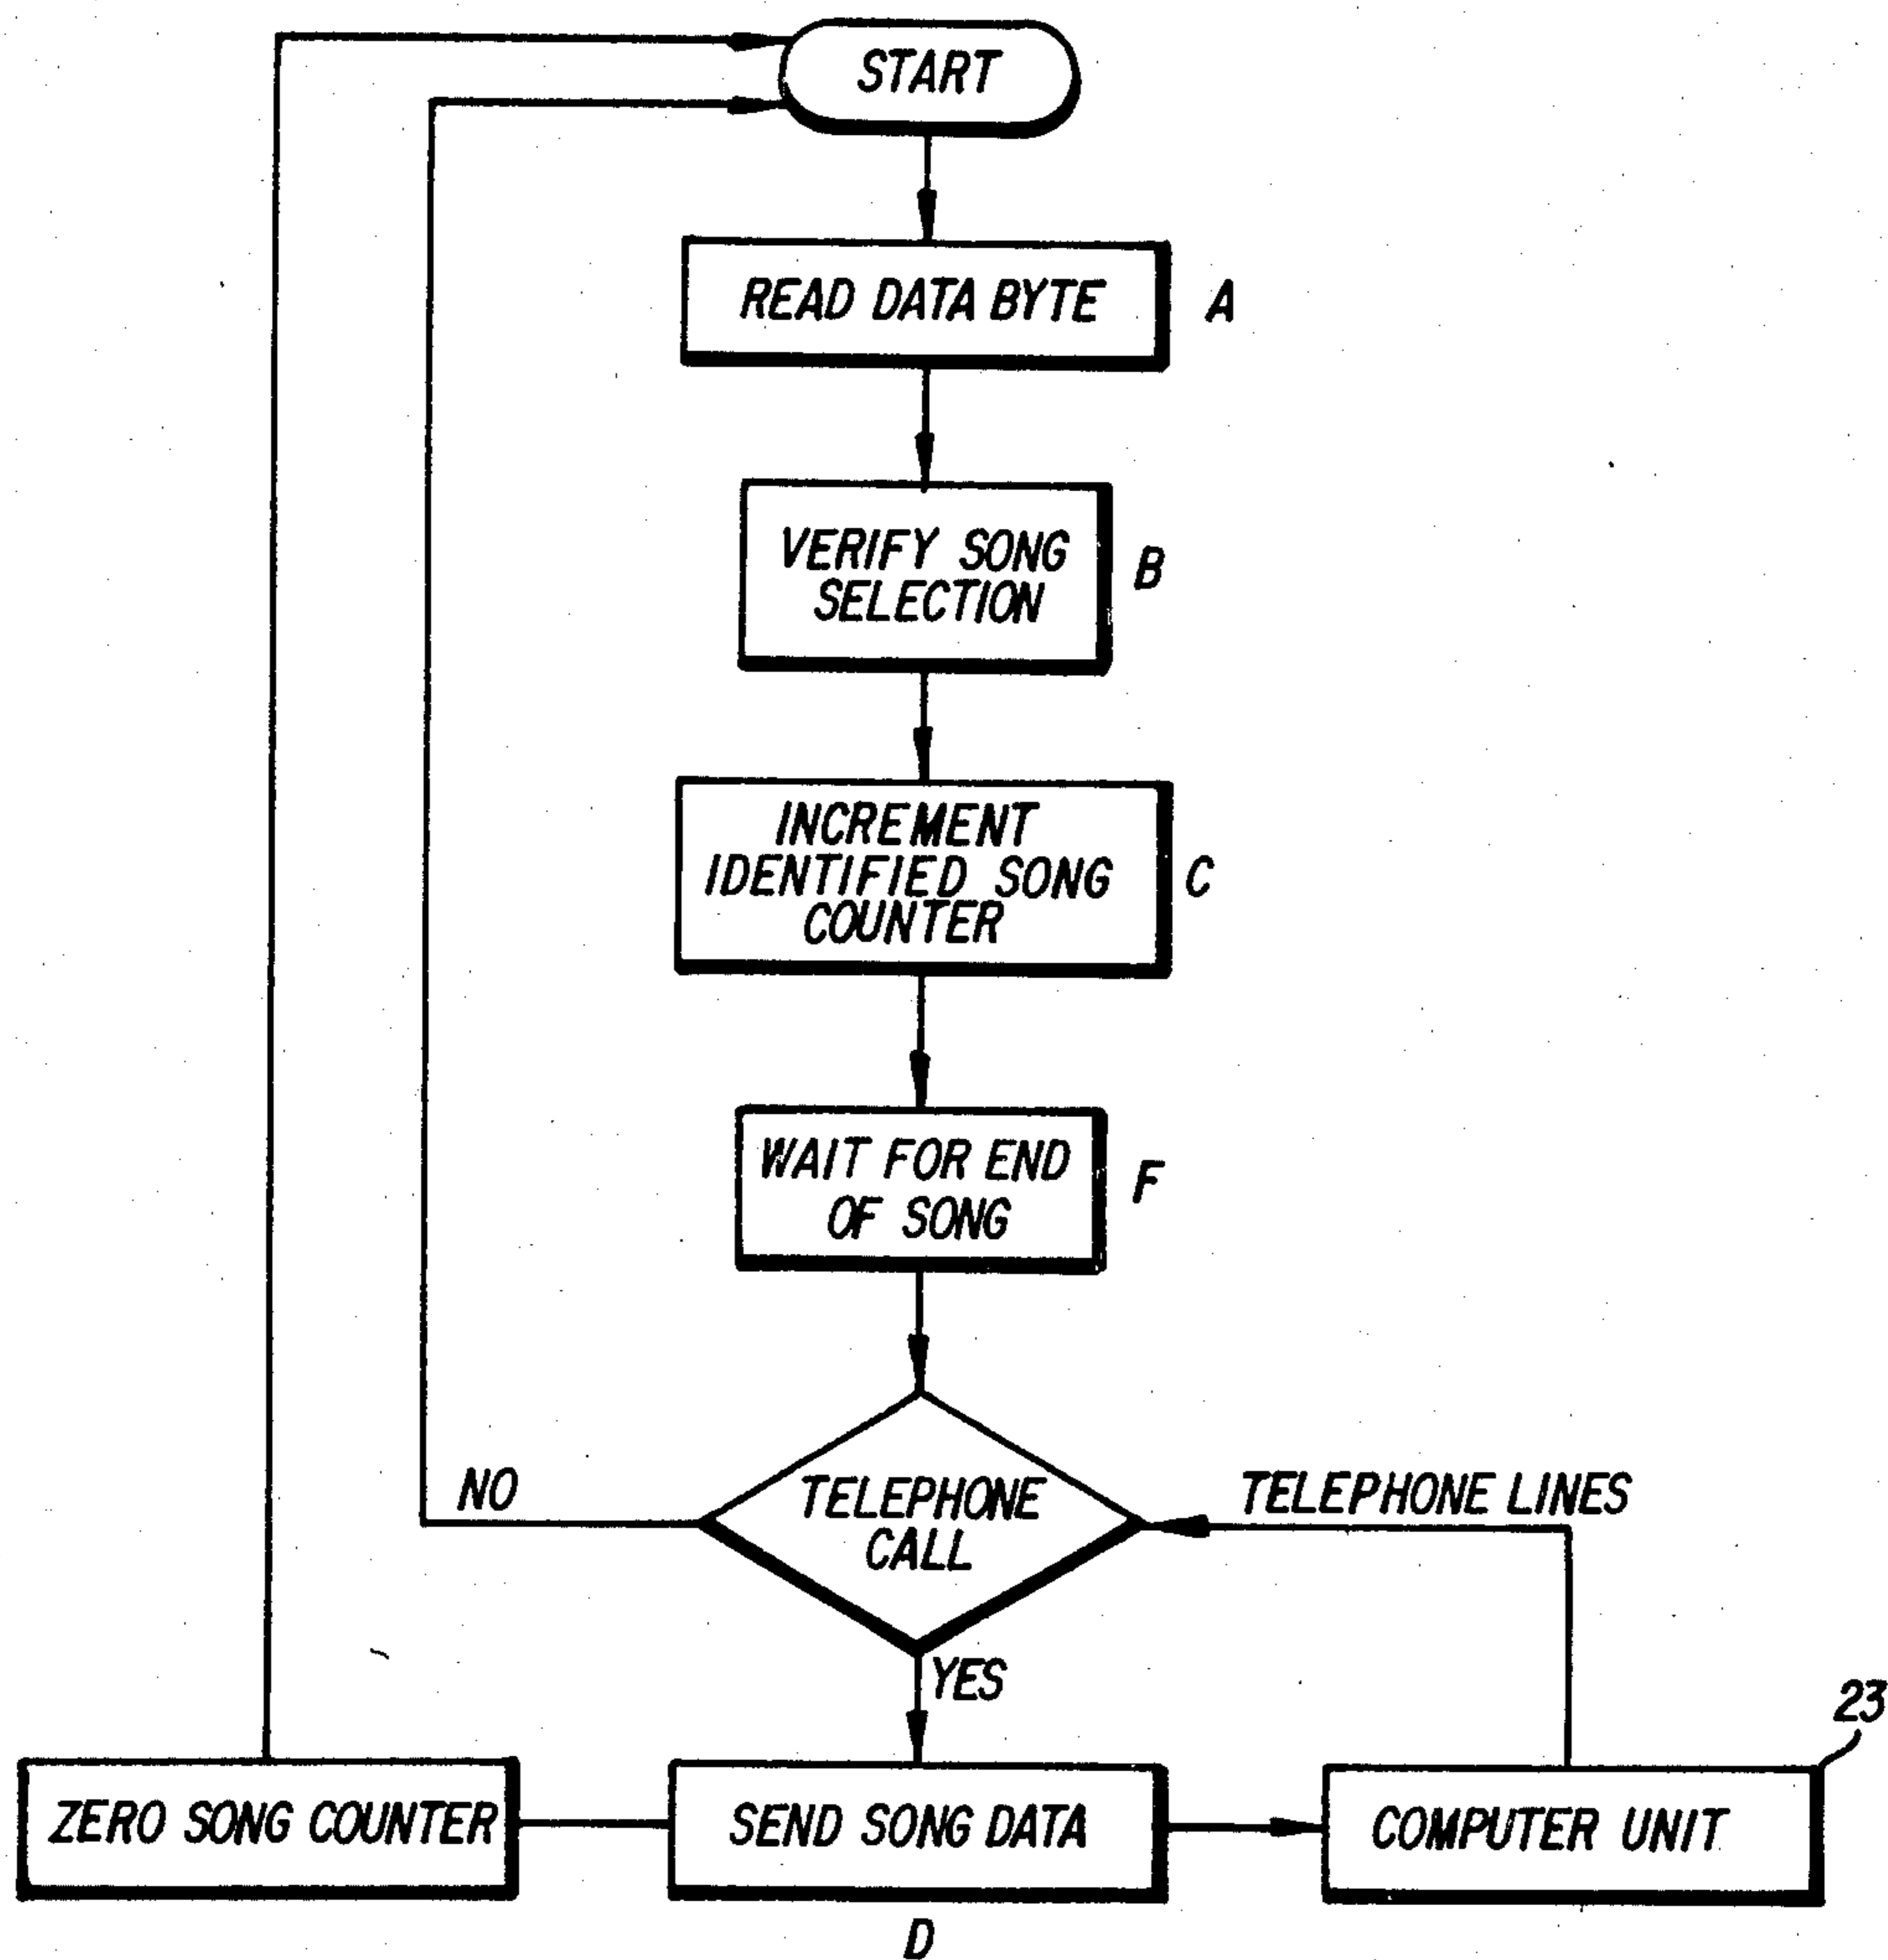 START
READ DATA BYTE
A
VERIFY SONG
SELECTION
B
INCREMENT
IDENTIFIED SONG
COUNTER
C
WAIT FOR END
OF SONG
F
NO
TELEPHONE
CALL
TELEPHONE LINES
YES
23
ZERO SONG COUNTER
SEND SONG DATA
COMPUTER UNIT
D